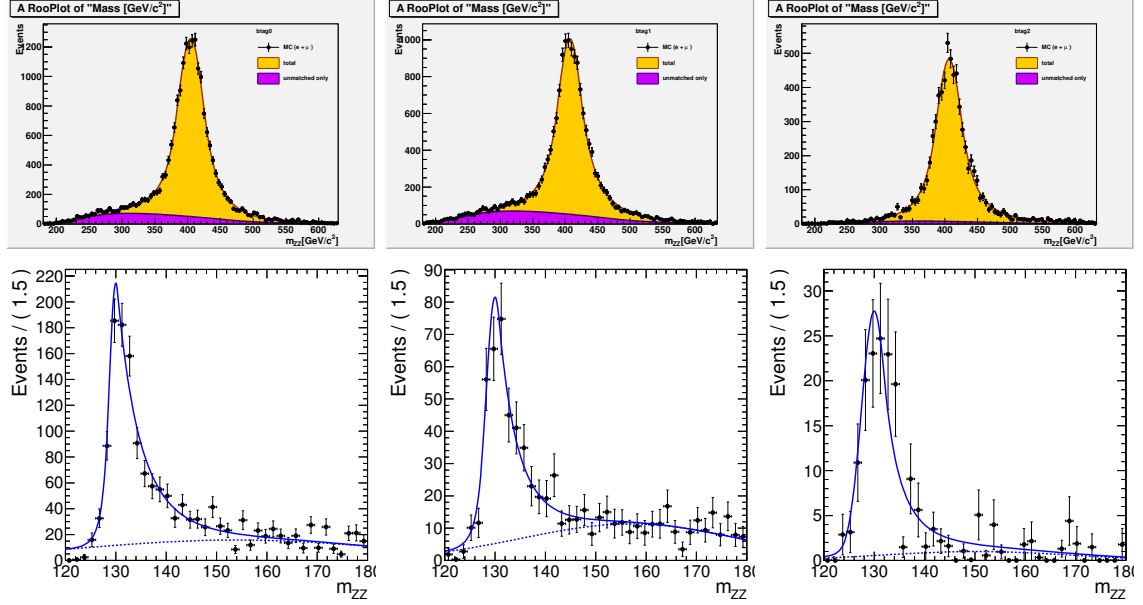 A RooPlot of "Mass [GeV/c²]"
Events
btag0
MC (e + μ )
total
unmatched only
1200
1000
800
600
400
200
0
200 250 300 350 400 450 500 550 600
m_ZZ[GeV/c²]
A RooPlot of "Mass [GeV/c²]"
Events
btag1
MC (e + μ )
total
unmatched only
1000
800
600
400
200
0
200 250 300 350 400 450 500 550 600
m_ZZ[GeV/c²]
A RooPlot of "Mass [GeV/c²]"
Events
btag2
MC (e + μ )
total
unmatched only
500
400
300
200
100
0
200 250 300 350 400 450 500 550 600
m_ZZ[GeV/c²]
Events / ( 1.5 )
220
200
180
160
140
120
100
80
60
40
20
0
120 130 140 150 160 170 180
m_ZZ
Events / ( 1.5 )
90
80
70
60
50
40
30
20
10
0
120 130 140 150 160 170 180
m_ZZ
Events / ( 1.5 )
30
25
20
15
10
5
0
120 130 140 150 160 170 180
m_ZZ